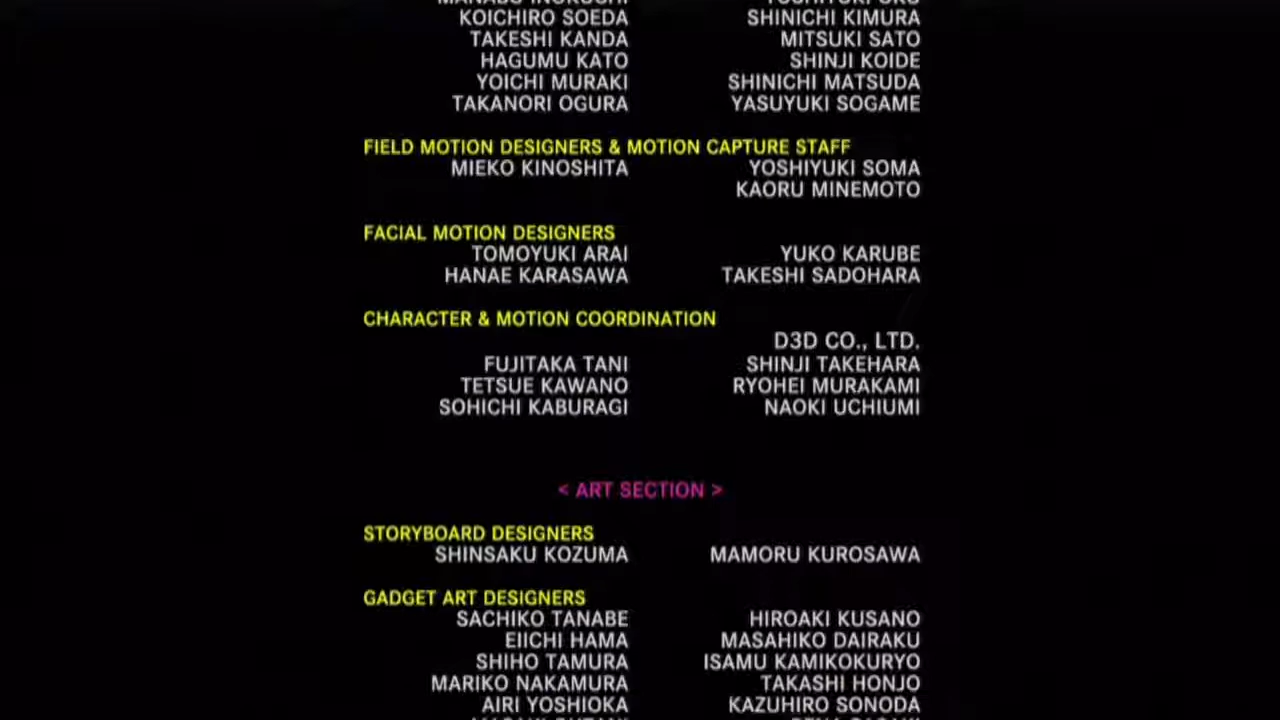 KOICHIRO SOEDA SHINICHI KIMURA
TAKESHI KANDA MITSUKI SATO
HAGUMU KATO SHINJI KOIDE
YOICHI MURAKI SHINICHI MATSUDA
TAKANORI OGURA YASUYUKI SOGAME
FIELD MOTION DESIGNERS & MOTION CAPTURE STAFF
MIEKO KINOSHITA YOSHIYUKI SOMA
KAORU MINEMOTO
FACIAL MOTION DESIGNERS
TOMOYUKI ARAI YUKO KARUBE
HANAE KARASAWA TAKESHI SADOHARA
CHARACTER & MOTION COORDINATION
D3D CO., LTD.
FUJITAKA TANI SHINJI TAKEHARA
TETSUE KAWANO RYOHEI MURAKAMI
SOHICHI KABURAGI NAOKI UCHIUMI
< ART SECTION >
STORYBOARD DESIGNERS
SHINSAKU KOZUMA MAMORU KUROSAWA
GADGET ART DESIGNERS
SACHIKO TANABE HIROAKI KUSANO
EIICHI HAMA MASAHIKO DAIRAKU
SHIHO TAMURA ISAMU KAMIKOKURYO
MARIKO NAKAMURA TAKASHI HONJO
AIRI YOSHIOKA KAZUHIRO SONODA